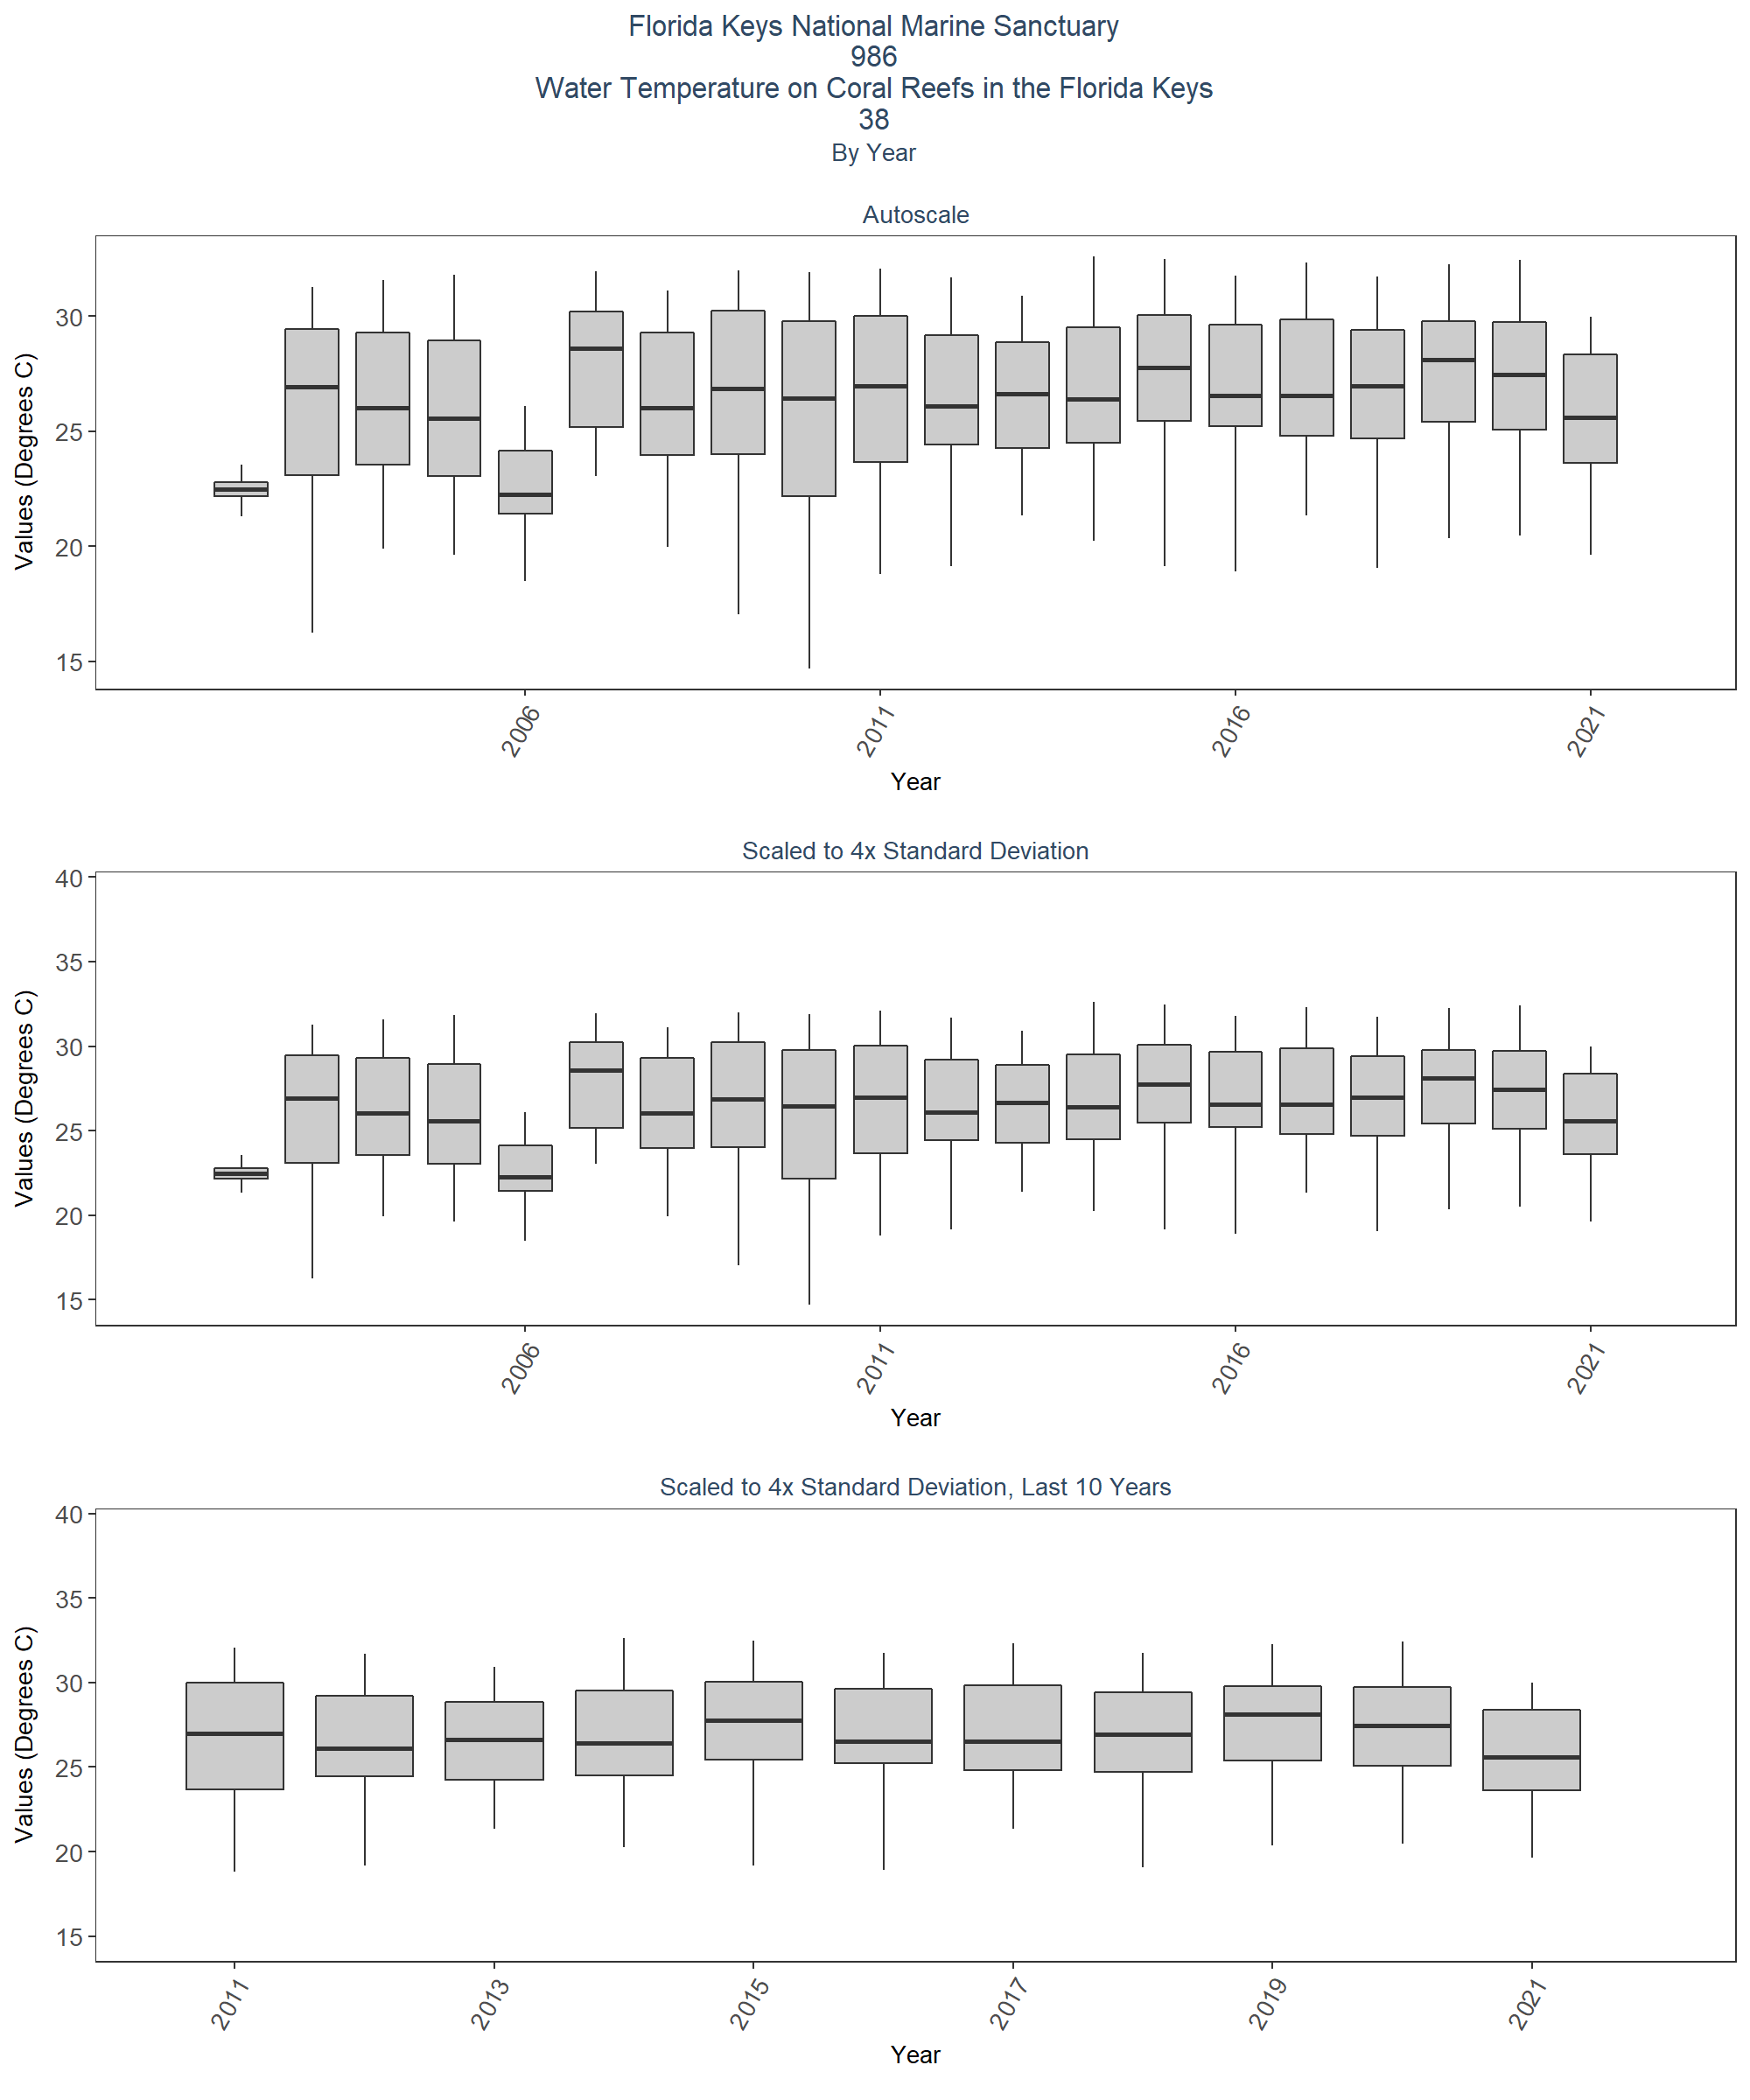 Florida Keys National Marine Sanctuary
986
Water Temperature on Coral Reefs in the Florida Keys
38
By Year
Autoscale
Values (Degrees C)
30
25
20
15
2006
2011
2016
2021
Year
Scaled to 4x Standard Deviation
Values (Degrees C)
40
35
30
25
20
15
2006
2011
2016
2021
Year
Scaled to 4x Standard Deviation, Last 10 Years
Values (Degrees C)
40
35
30
25
20
15
2011
2013
2015
2017
2019
2021
Year